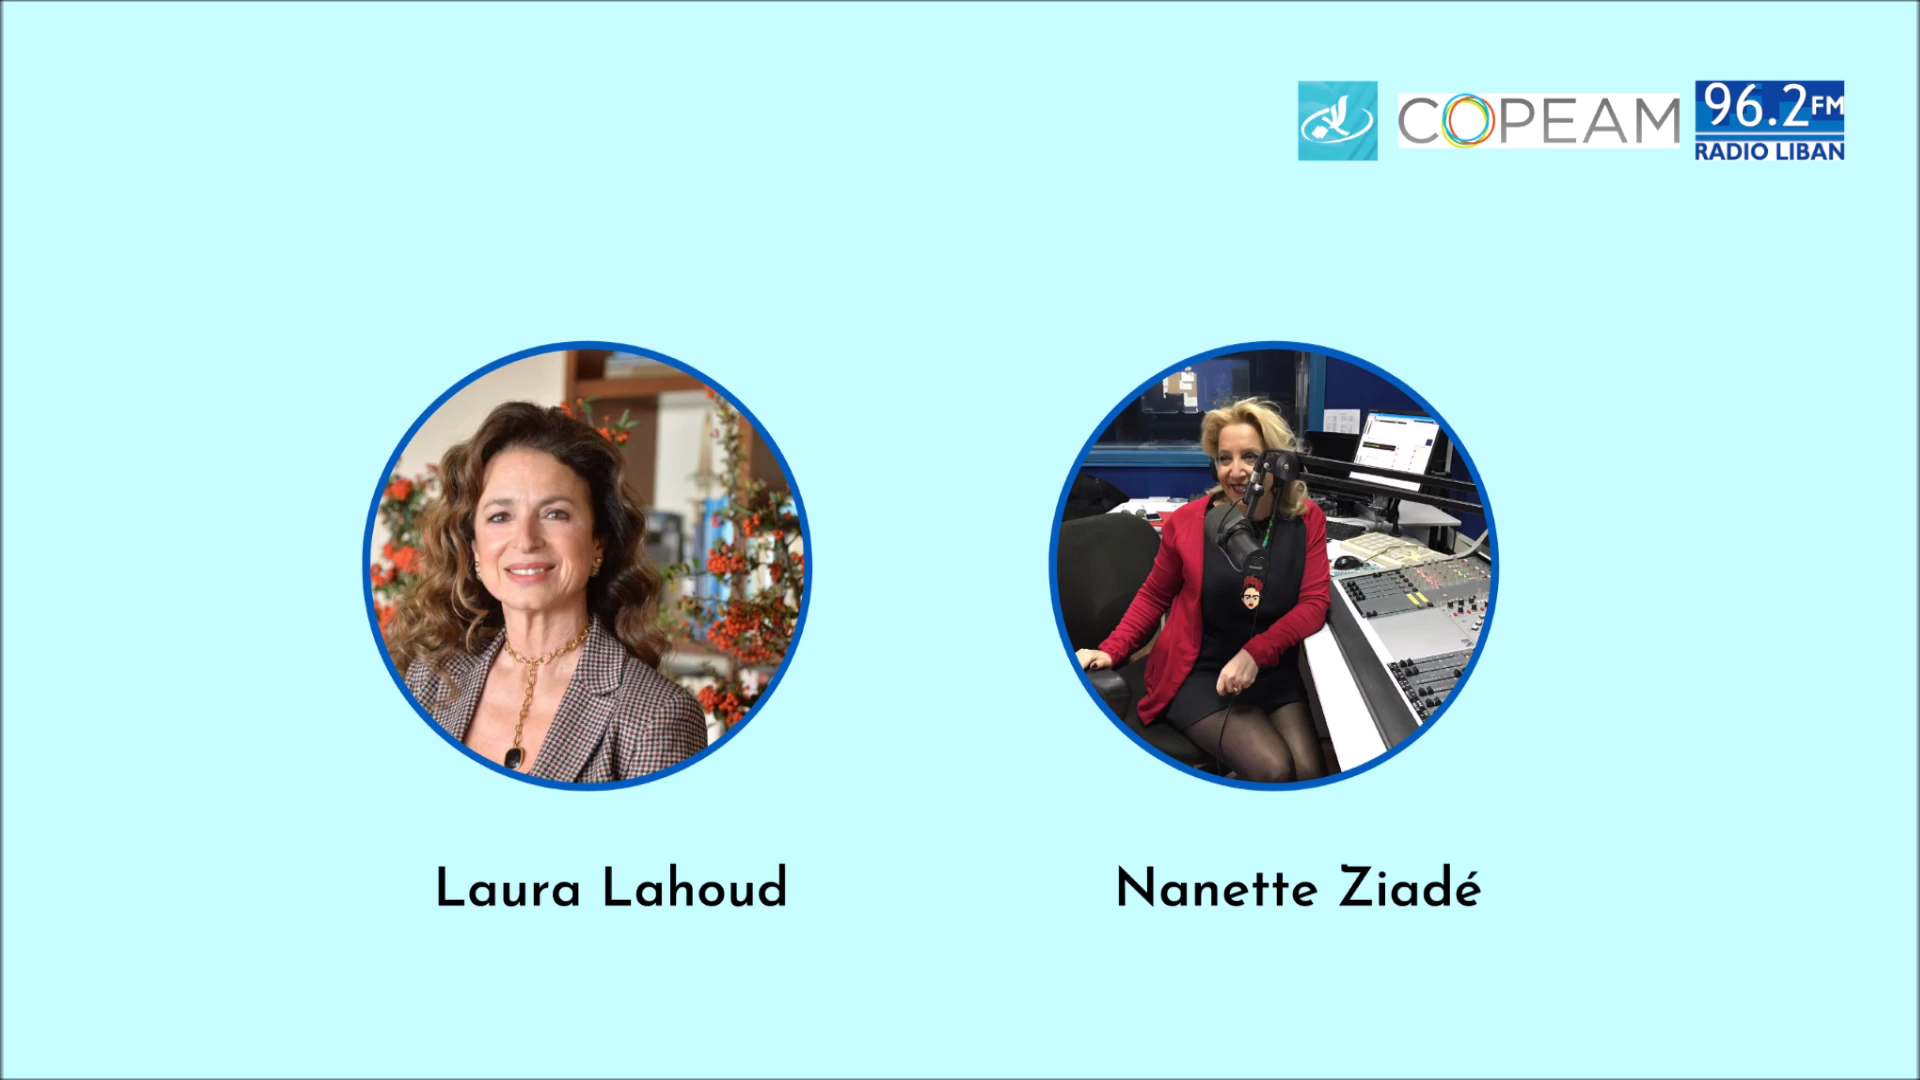 COPEAM
96.2 FM
RADIO LIBAN
Laura Lahoud
Nanette Ziadé